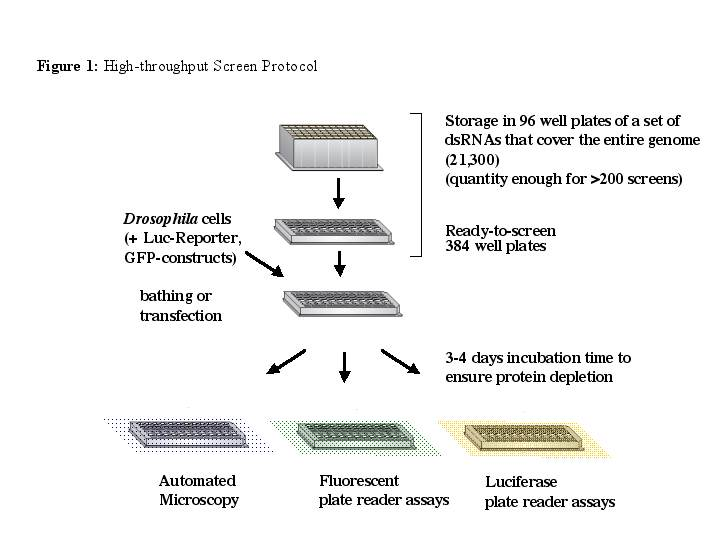 Figure 1: High-throughput Screen Protocol
Storage in 96 well plates of a set of
dsRNAs that cover the entire genome
(21,300)
(quantity enough for >200 screens)
Drosophila cells
(+ Luc-Reporter,
GFP-constructs)
Ready-to-screen
384 well plates
bathing or
transfection
3-4 days incubation time to
ensure protein depletion
Automated
Microscopy
Fluorescent
plate reader assays
Luciferase
plate reader assays